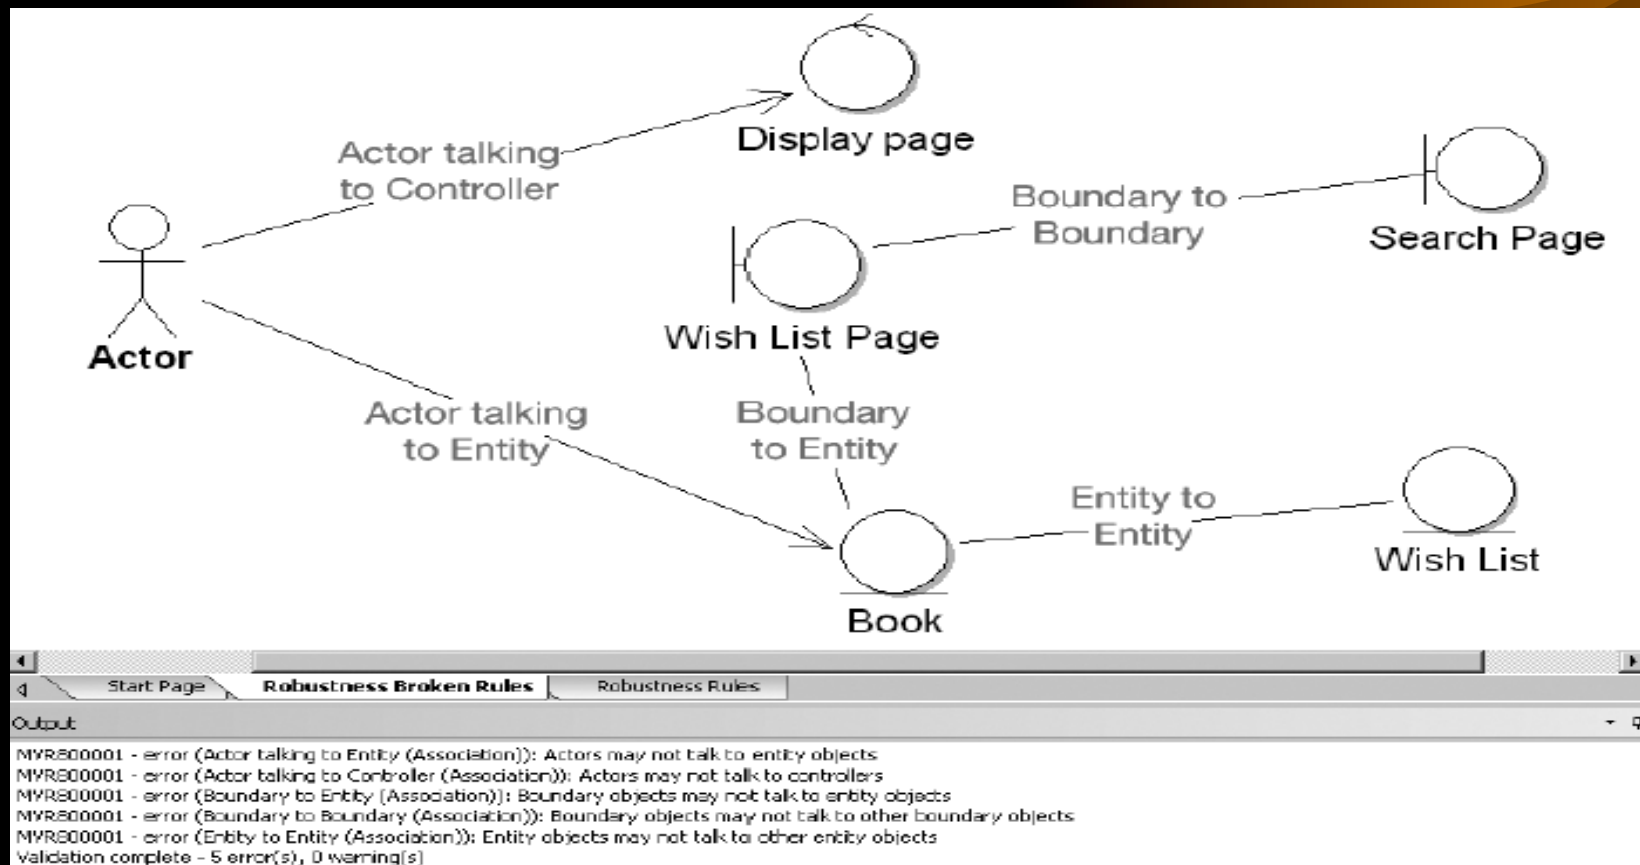 Display page
Actor talking
to Controller
Boundary to
Boundary
Search Page
Wish List Page
Actor
Actor talking
to Entity
Boundary
to Entity
Entity to
Entity
Wish List
Book
Start Page
Robustness Broken Rules
Robustness Rules
Output
MVR800001 - error (Actor talking to Entity (Association)): Actors may not talk to entity objects
MVR800001 - error (Actor talking to Controller (Association)): Actors may not talk to controllers
MVR800001 - error (Boundary to Entity (Association)): Boundary objects may not talk to entity objects
MVR800001 - error (Boundary to Boundary (Association)): Boundary objects may not talk to other boundary objects
MVR800001 - error (Entity to Entity (Association)): Entity objects may not talk to other entity objects
Validation complete - 5 error(s), 0 warning(s)